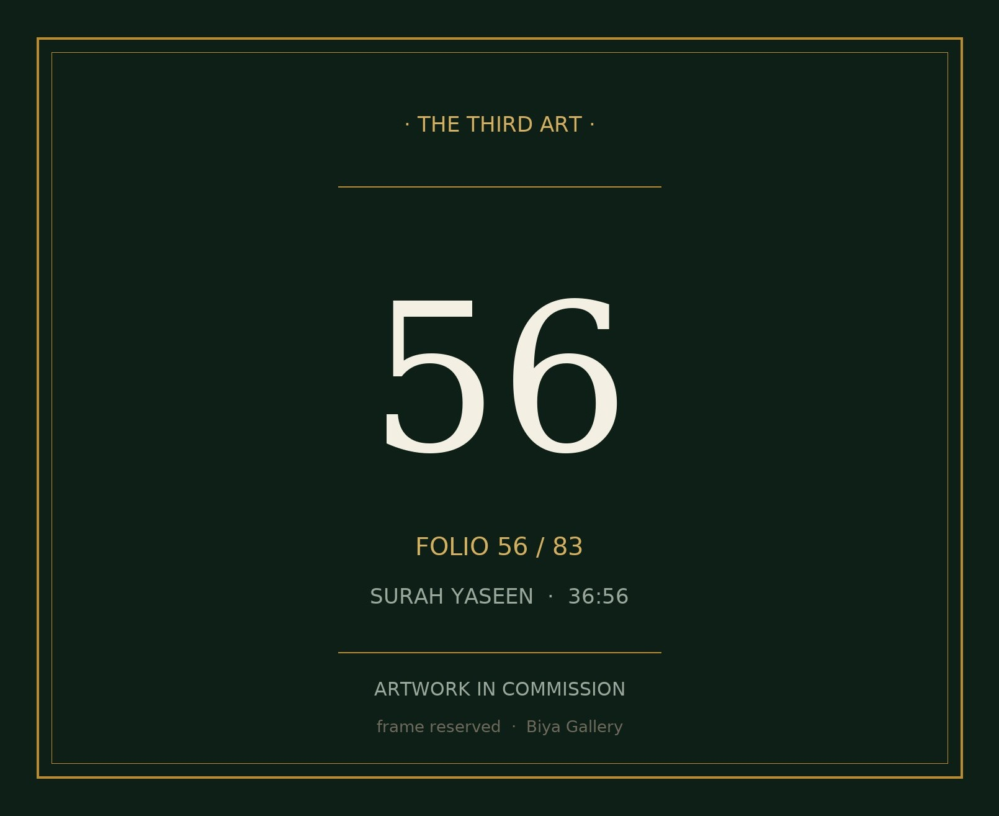 · THE THIRD ART ·
56
FOLIO 56 / 83
SURAH YASEEN · 36:56
ARTWORK IN COMMISSION
frame reserved · Biya Gallery